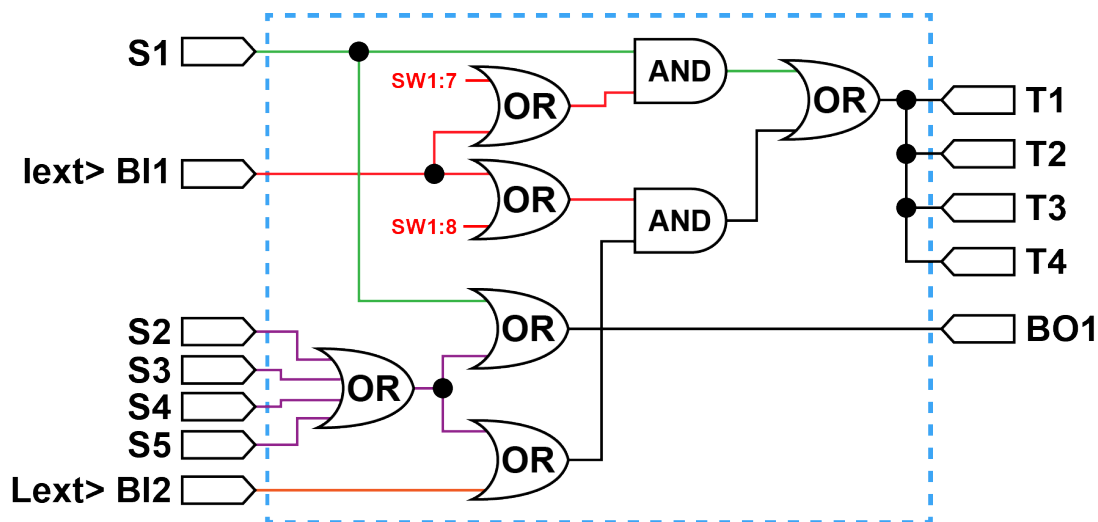 S1
SW1:7
OR
AND
OR
T1
Iext> BI1
OR
SW1:8
AND
T2
T3
T4
S2
S3
S4
S5
OR
OR
BO1
OR
Lext> BI2